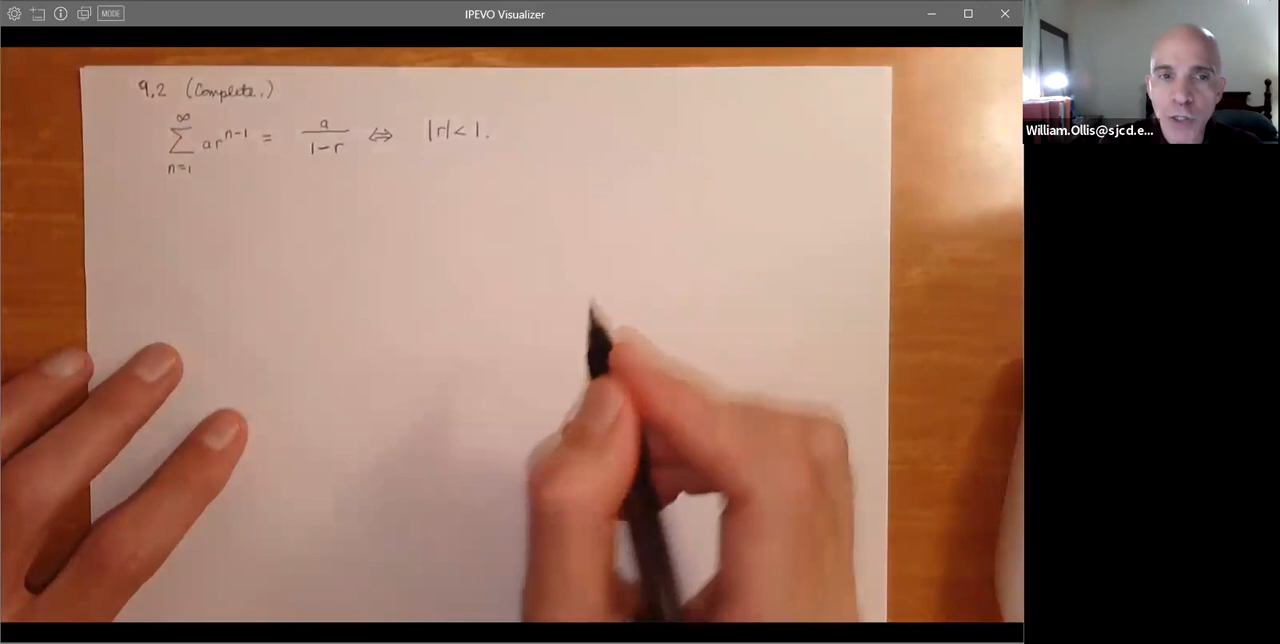 MODE
IPEVO Visualizer
9.2 (Complete.)
∞
∑ ar^{n-1} = a/(1-r) ⇔ |r| < 1.
n=1
William.Ollis@sjcd.e...